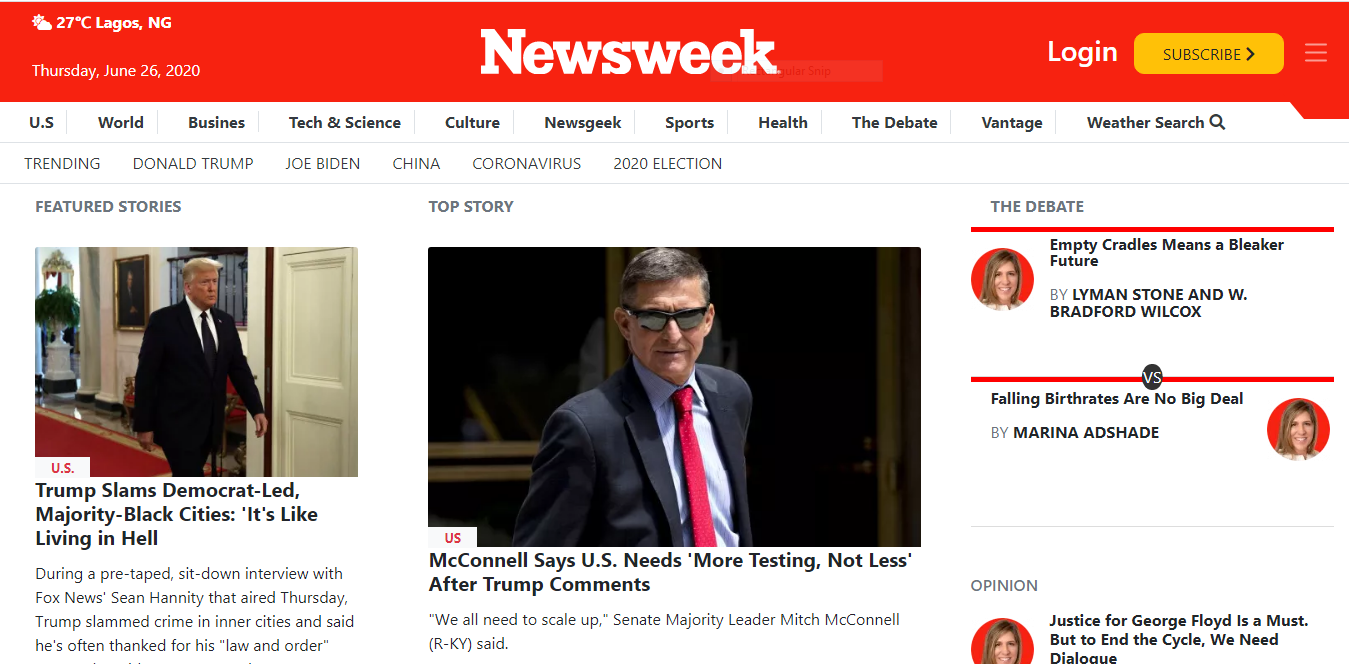 27°C Lagos, NG
Thursday, June 26, 2020
Newsweek
Login
SUBSCRIBE
U.S
World
Busines
Tech & Science
Culture
Newsgeek
Sports
Health
The Debate
Vantage
Weather Search
TRENDING
DONALD TRUMP
JOE BIDEN
CHINA
CORONAVIRUS
2020 ELECTION
FEATURED STORIES
U.S.
Trump Slams Democrat-Led,
Majority-Black Cities: 'It's Like
Living in Hell
During a pre-taped, sit-down interview with
Fox News' Sean Hannity that aired Thursday,
Trump slammed crime in inner cities and said
he's often thanked for his "law and order"
TOP STORY
US
McConnell Says U.S. Needs 'More Testing, Not Less'
After Trump Comments
"We all need to scale up," Senate Majority Leader Mitch McConnell
(R-KY) said.
THE DEBATE
Empty Cradles Means a Bleaker
Future
BY LYMAN STONE AND W.
BRADFORD WILCOX
VS
Falling Birthrates Are No Big Deal
BY MARINA ADSHADE
OPINION
Justice for George Floyd Is a Must.
But to End the Cycle, We Need
Dialogue